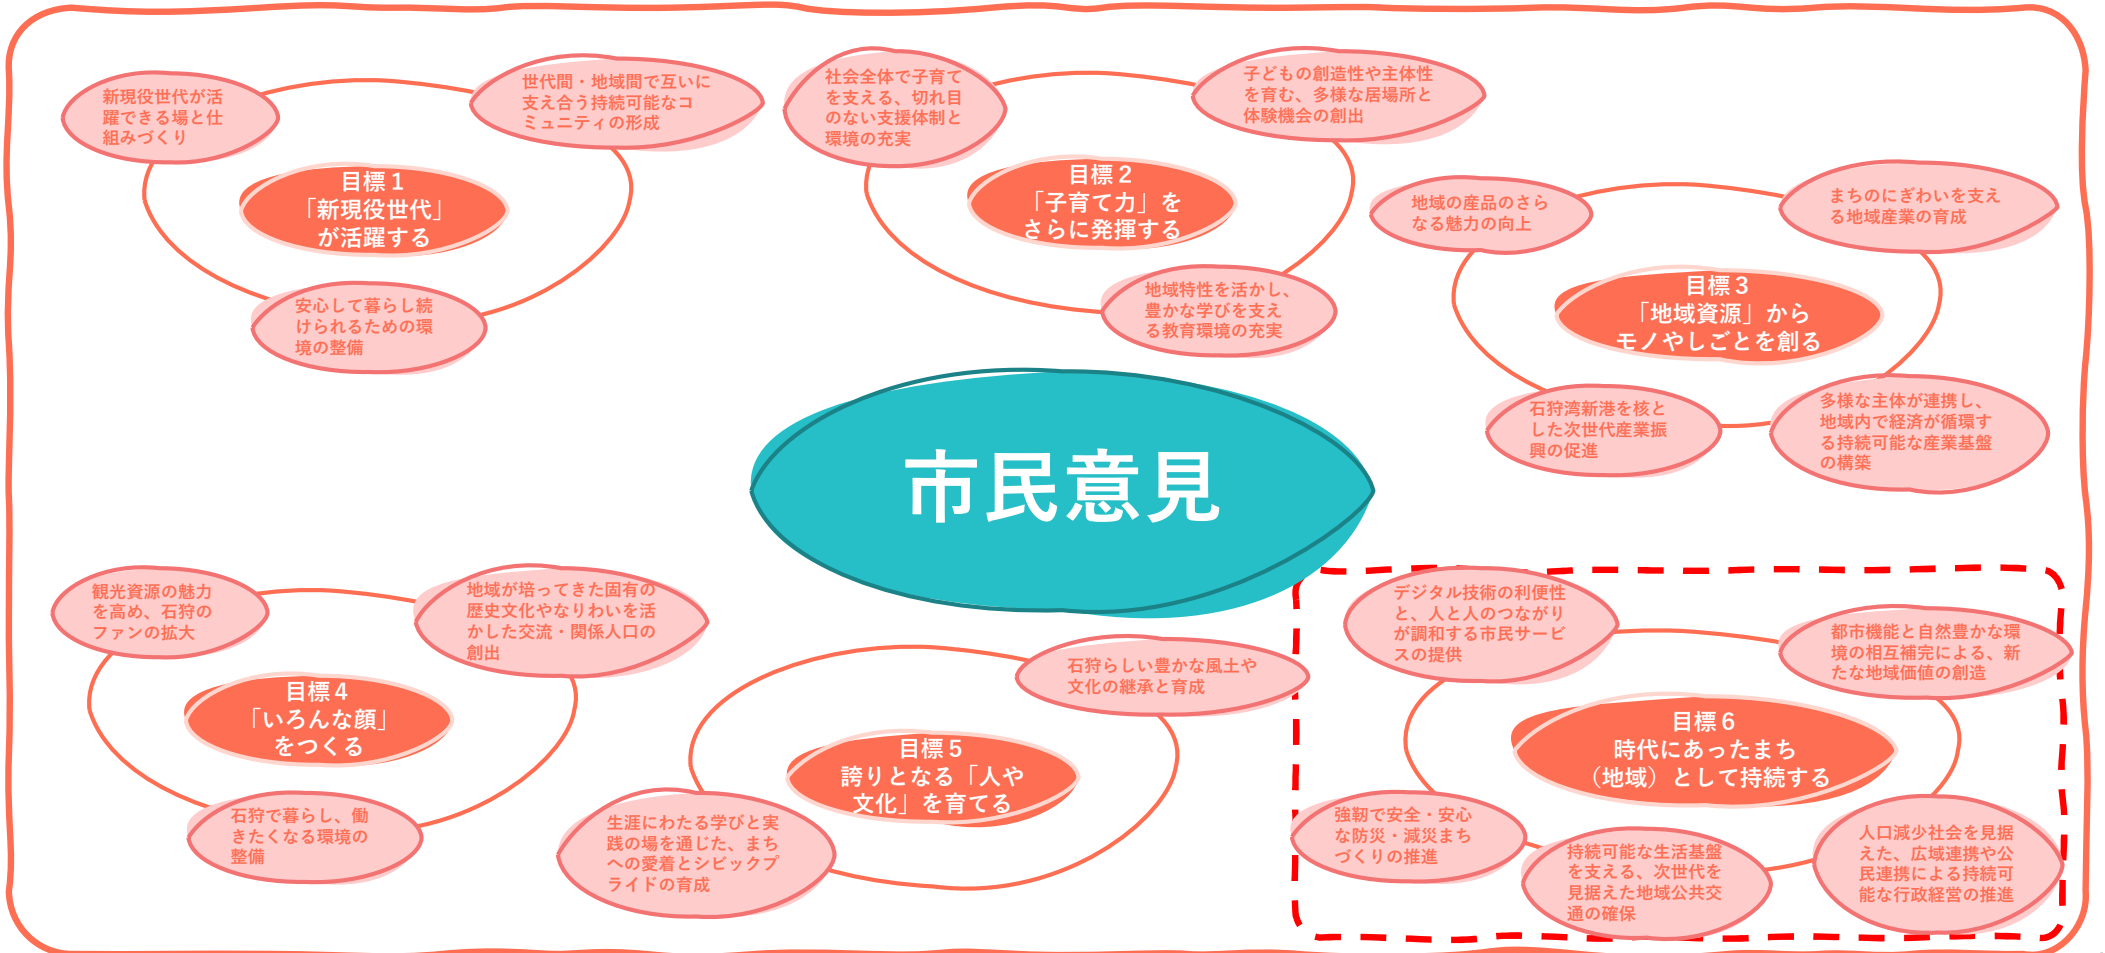 新現役世代が活
躍できる場と仕
組みづくり
世代間・地域間で互いに
支え合う持続可能なコ
ミュニティの形成
目標１
「新現役世代」
が活躍する
安心して暮らし続
けられるための環
境の整備
社会全体で子育て
を支える、切れ目
のない支援体制と
環境の充実
子どもの創造性や主体性
を育む、多様な居場所と
体験機会の創出
目標２
「子育て力」を
さらに発揮する
地域特性を活かし、
豊かな学びを支え
る教育環境の充実
地域の産品のさら
なる魅力の向上
まちのにぎわいを支え
る地域産業の育成
目標３
「地域資源」から
モノやしごとを創る
石狩湾新港を核と
した次世代産業振
興の促進
多様な主体が連携し、
地域内で経済が循環す
る持続可能な産業基盤
の構築
市民意見
観光資源の魅力
を高め、石狩の
ファンの拡大
地域が培ってきた固有の
歴史文化やなりわいを活
かした交流・関係人口の
創出
目標４
「いろんな顔」
をつくる
石狩で暮らし、働
きたくなる環境の
整備
石狩らしい豊かな風土や
文化の継承と育成
目標５
誇りとなる「人や
文化」を育てる
生涯にわたる学びと実
践の場を通じた、まち
への愛着とシビックプ
ライドの育成
デジタル技術の利便性
と、人と人のつながり
が調和する市民サービ
スの提供
都市機能と自然豊かな環
境の相互補完による、新
たな地域価値の創造
目標６
時代にあったまち
（地域）として持続する
強靭で安全・安心
な防災・減災まち
づくりの推進
持続可能な生活基盤
を支える、次世代を
見据えた地域公共交
通の確保
人口減少社会を見据
えた、広域連携や公
民連携による持続可
能な行政経営の推進